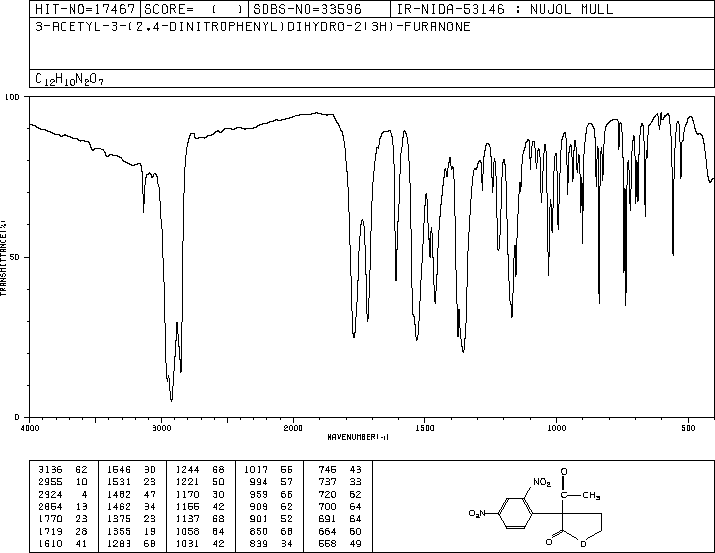 HIT-NO=17467 SCORE= ( ) SDBS-NO=33596 IR-NIDA-53146 : NUJOL MULL
3-ACETYL-3-(2,4-DINITROPHENYL)DIHYDRO-2(3H)-FURANONE
C12H10N2O7
100
50
0
TRANSMITTANCE(%)
4000 3000 2000 1500 1000 500
WAVENUMBER(-1)
3136 62 1546 30 1244 68 1017 55 745 43
2955 10 1531 23 1221 50 994 57 737 33
2924 4 1482 47 1170 30 959 66 720 62
2854 13 1462 34 1155 42 909 62 700 64
1770 23 1375 23 1137 68 901 52 691 64
1719 28 1355 19 1058 64 850 68 664 60
1610 41 1283 68 1031 42 839 34 558 49
O
NO2
C CH3
O2N
O
O